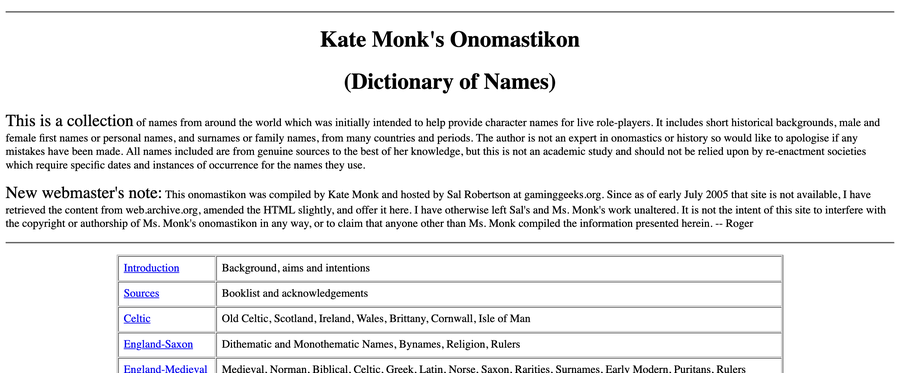 Kate Monk's Onomastikon
(Dictionary of Names)
This is a collection of names from around the world which was initially intended to help provide character names for live role-players. It includes short historical backgrounds, male and
female first names or personal names, and surnames or family names, from many countries and periods. The author is not an expert in onomastics or history so would like to apologise if any
mistakes have been made. All names included are from genuine sources to the best of her knowledge, but this is not an academic study and should not be relied upon by re-enactment societies
which require specific dates and instances of occurrence for the names they use.
New webmaster's note: This onomastikon was compiled by Kate Monk and hosted by Sal Robertson at gaminggeeks.org. Since as of early July 2005 that site is not available, I have
retrieved the content from web.archive.org, amended the HTML slightly, and offer it here. I have otherwise left Sal's and Ms. Monk's work unaltered. It is not the intent of this site to interfere with
the copyright or authorship of Ms. Monk's onomastikon in any way, or to claim that anyone other than Ms. Monk compiled the information presented herein. -- Roger
Introduction Background, aims and intentions
Sources Booklist and acknowledgements
Celtic Old Celtic, Scotland, Ireland, Wales, Brittany, Cornwall, Isle of Man
England-Saxon Dithematic and Monothematic Names, Bynames, Religion, Rulers
England-Medieval Medieval, Norman, Biblical, Celtic, Greek, Latin, Norse, Saxon, Rarities, Surnames, Early Modern, Puritans, Rulers